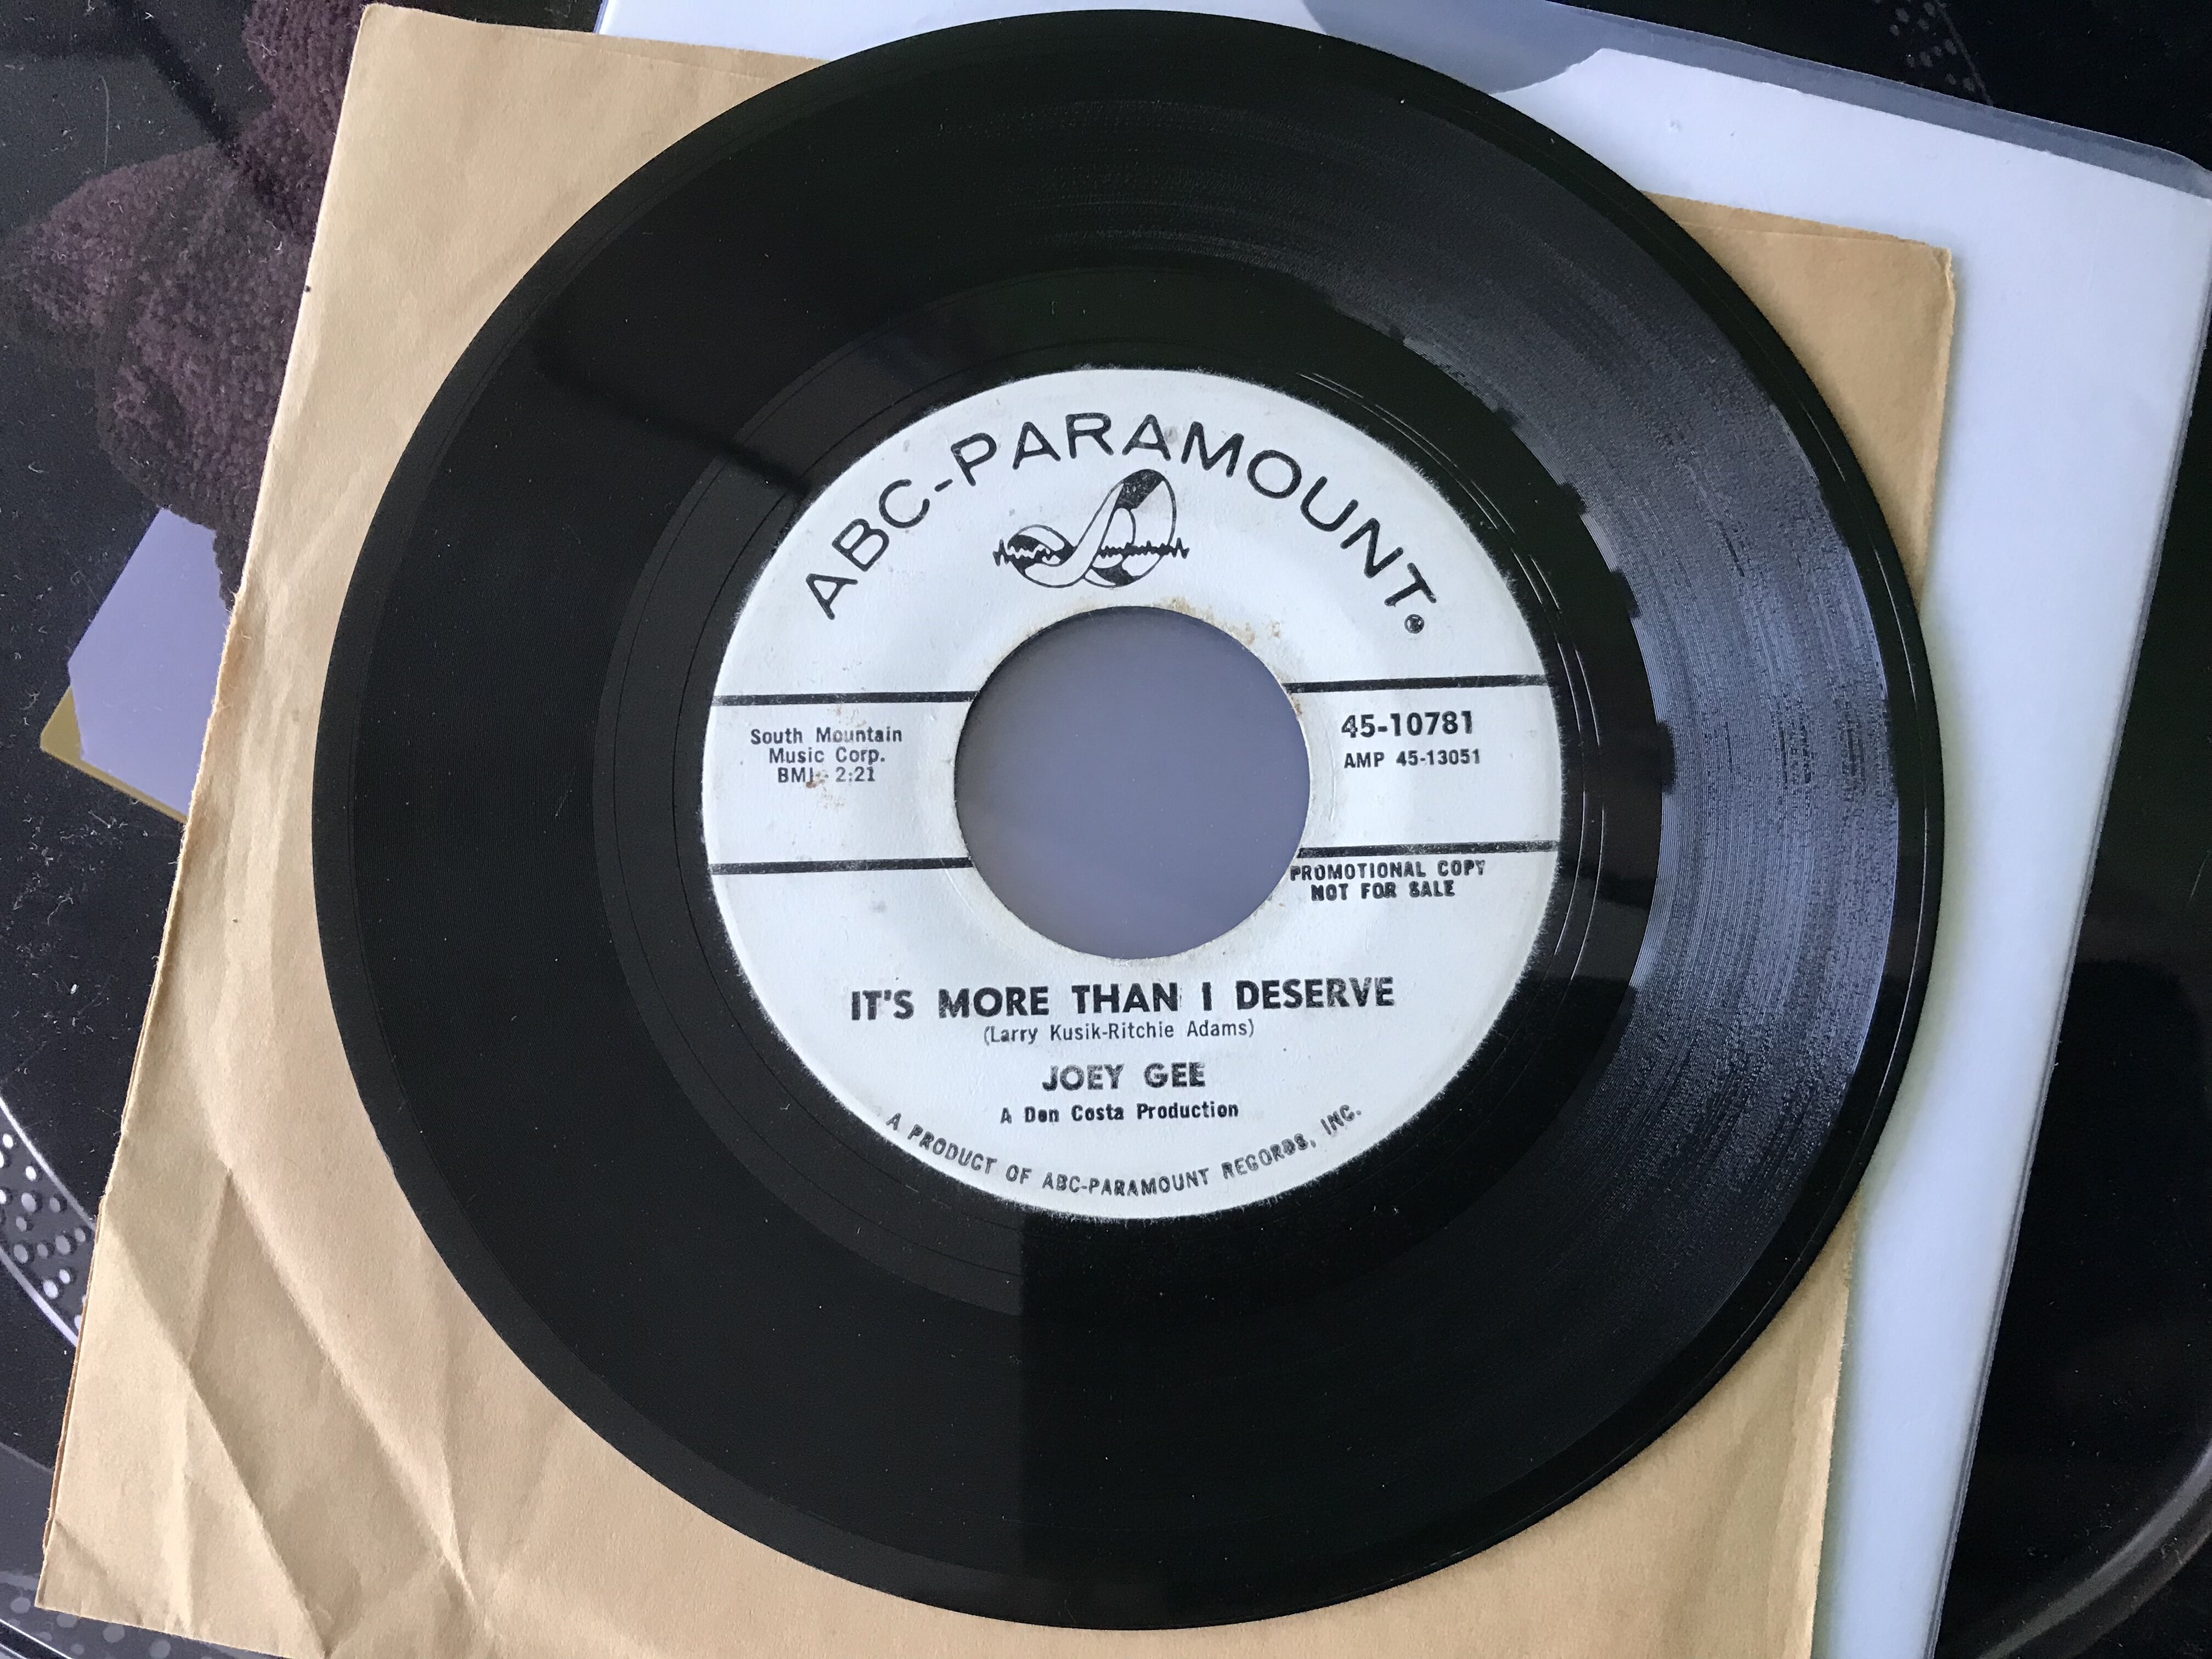 ABC-PARAMOUNT®
South Mountain
Music Corp.
BMI - 2:21
45-10781
AMP 45-13051
PROMOTIONAL COPY
NOT FOR SALE
IT'S MORE THAN I DESERVE
(Larry Kusik-Ritchie Adams)
JOEY GEE
A Don Costa Production
A PRODUCT OF ABC-PARAMOUNT RECORDS, INC.